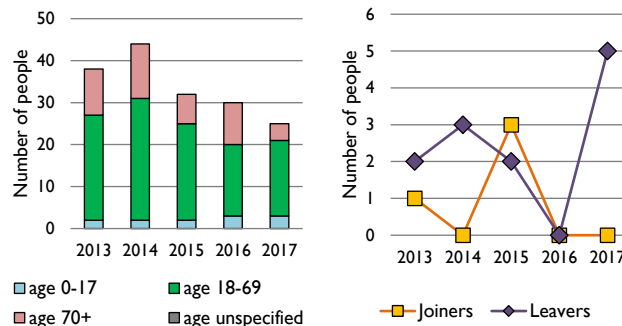 Number of people
50
40
30
20
10
0
2013 2014 2015 2016 2017
age 0-17
age 18-69
age 70+
age unspecified
Number of people
6
5
4
3
2
1
0
2013 2014 2015 2016 2017
Joiners
Leavers